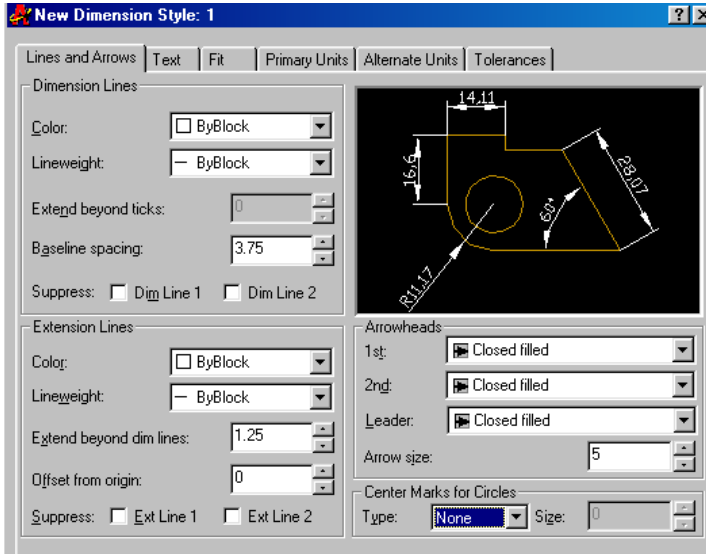 New Dimension Style: 1
Lines and Arrows Text Fit Primary Units Alternate Units Tolerances
Dimension Lines
Color: ByBlock
Lineweight: ByBlock
Extend beyond ticks: 0
Baseline spacing: 3.75
Suppress: Dim Line 1 Dim Line 2
14,11
16,6
28,07
60°
R11,17
Extension Lines
Color: ByBlock
Lineweight: ByBlock
Extend beyond dim lines: 1.25
Offset from origin: 0
Suppress: Ext Line 1 Ext Line 2
Arrowheads
1st: Closed filled
2nd: Closed filled
Leader: Closed filled
Arrow size: 5
Center Marks for Circles
Type: None Size: 0